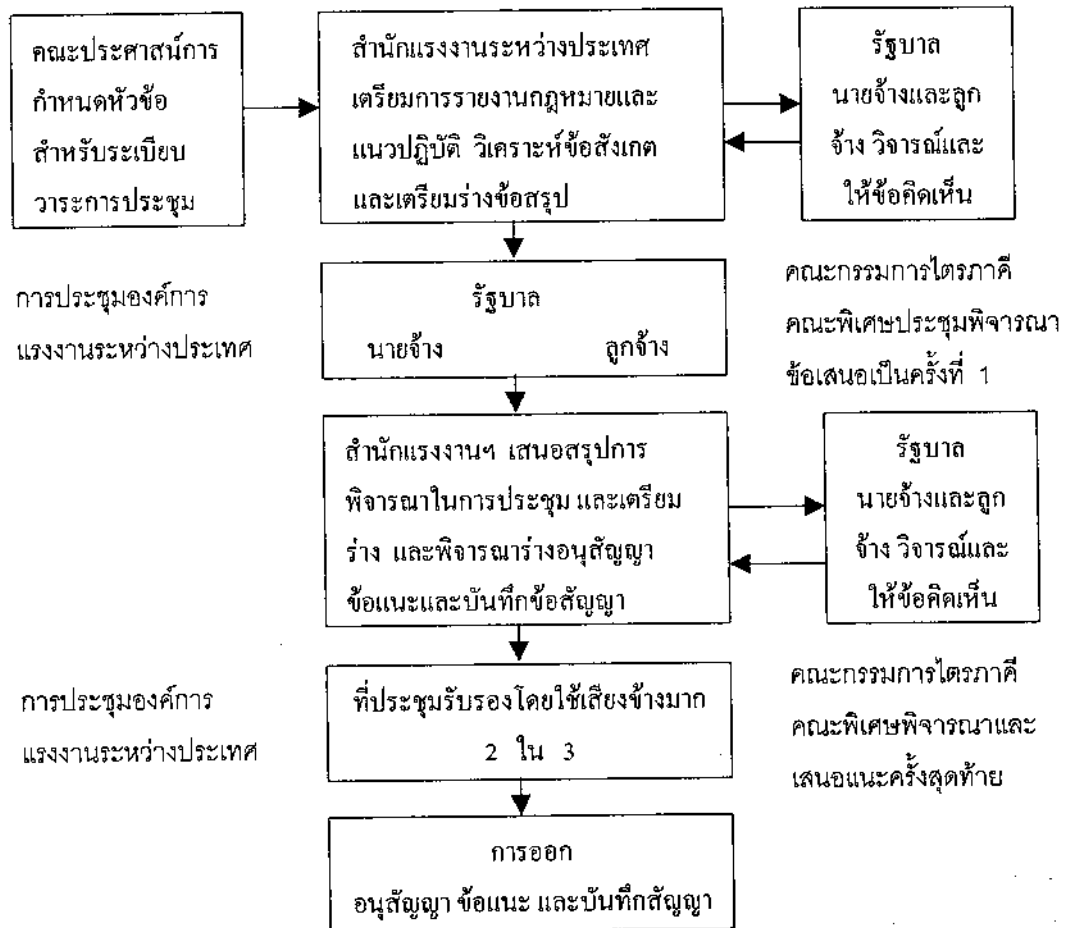 คณะประศาสน์การ
กำหนดหัวข้อ
สำหรับระเบียบ
วาระการประชุม
สำนักแรงงานระหว่างประเทศ
เตรียมการรายงานกฎหมายและ
แนวปฏิบัติ วิเคราะห์ข้อสังเกต
และเตรียมร่างข้อสรุป
รัฐบาล
นายจ้างและลูก
จ้าง วิจารณ์และ
ให้ข้อคิดเห็น
การประชุมองค์การ
แรงงานระหว่างประเทศ
รัฐบาล
นายจ้าง ลูกจ้าง
คณะกรรมการไตรภาคี
คณะพิเศษประชุมพิจารณา
ข้อเสนอเป็นครั้งที่ 1
สำนักแรงงานฯ เสนอสรุปการ
พิจารณาในการประชุม และเตรียม
ร่าง และพิจารณาร่างอนุสัญญา
ข้อแนะและบันทึกข้อสัญญา
รัฐบาล
นายจ้างและลูก
จ้าง วิจารณ์และ
ให้ข้อคิดเห็น
การประชุมองค์การ
แรงงานระหว่างประเทศ
ที่ประชุมรับรองโดยใช้เสียงข้างมาก
2 ใน 3
คณะกรรมการไตรภาคี
คณะพิเศษพิจารณาและ
เสนอแนะครั้งสุดท้าย
การออก
อนุสัญญา ข้อแนะ และบันทึกสัญญา